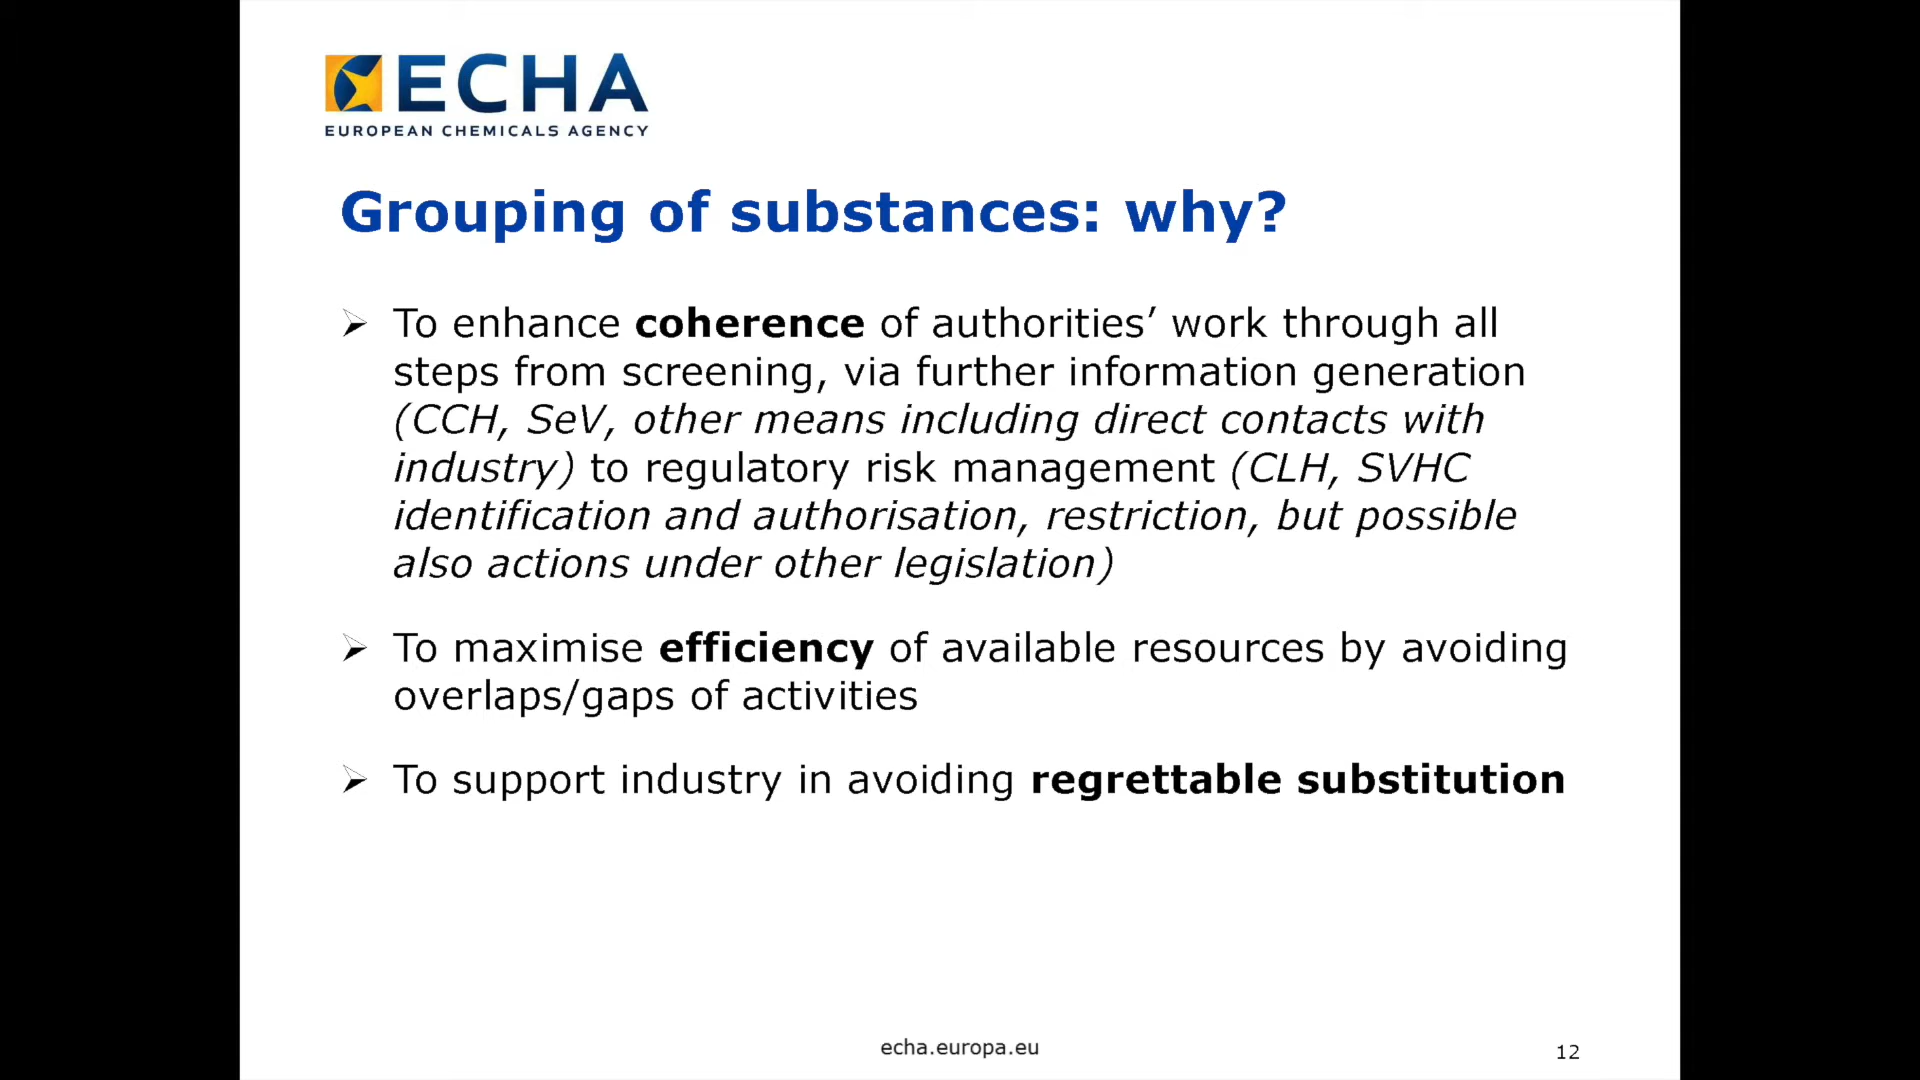 ECHA
EUROPEAN CHEMICALS AGENCY
Grouping of substances: why?
To enhance coherence of authorities’ work through all
steps from screening, via further information generation
(CCH, SeV, other means including direct contacts with
industry) to regulatory risk management (CLH, SVHC
identification and authorisation, restriction, but possible
also actions under other legislation)
To maximise efficiency of available resources by avoiding
overlaps/gaps of activities
To support industry in avoiding regrettable substitution
echa.europa.eu
12